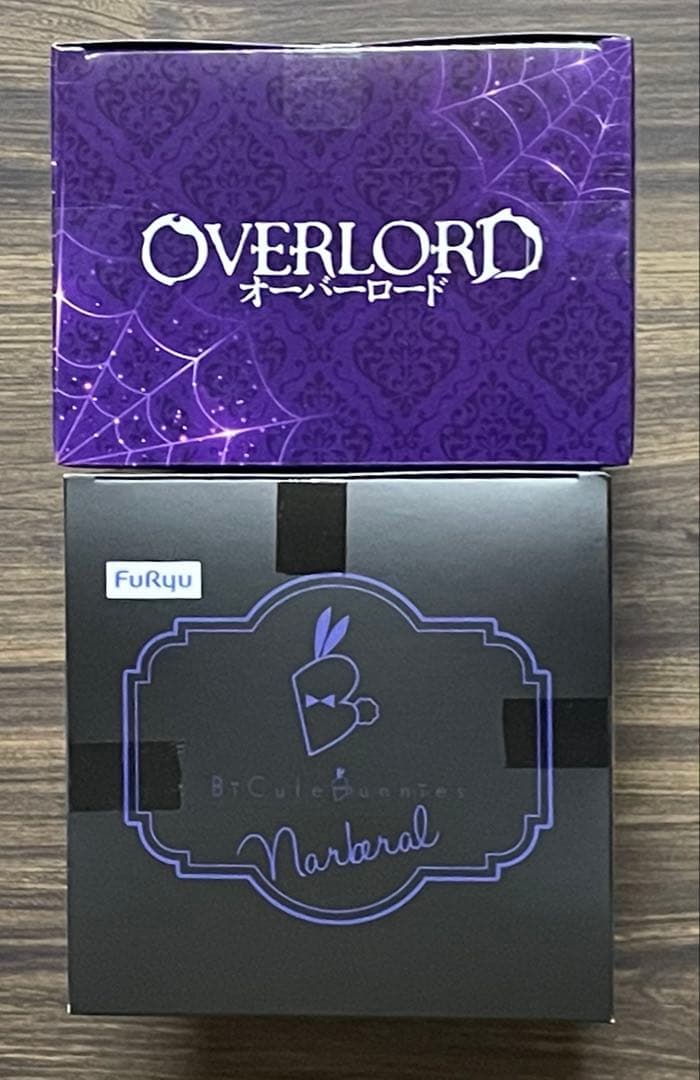 OVERLORD
オーバーロード
FuRyu
B
BiCute Bunnies
Narberal